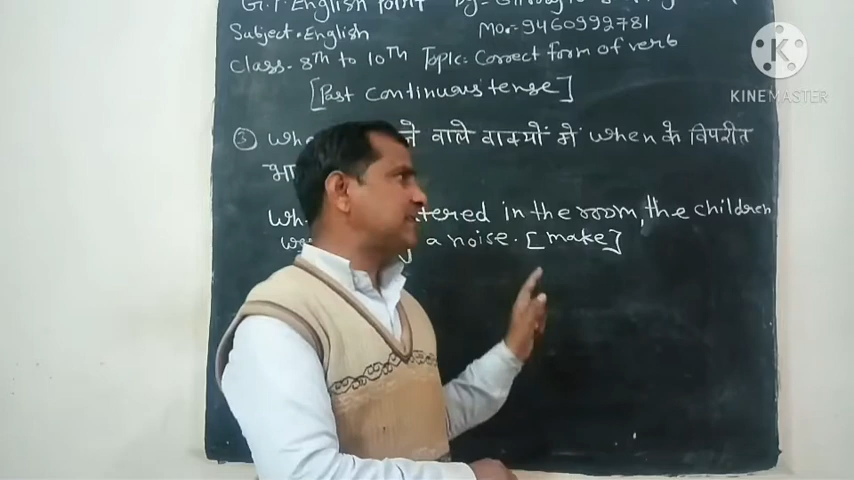 G.T. English Point By-
Subject. English Mo.- 9460992781
Class. 8th to 10th Topic: Correct form of verb
[Past continuous tense]
③ वाले वाक्यों में when के विपरीत
in the room, the children
a noise. [make]
K
KINEMASTER